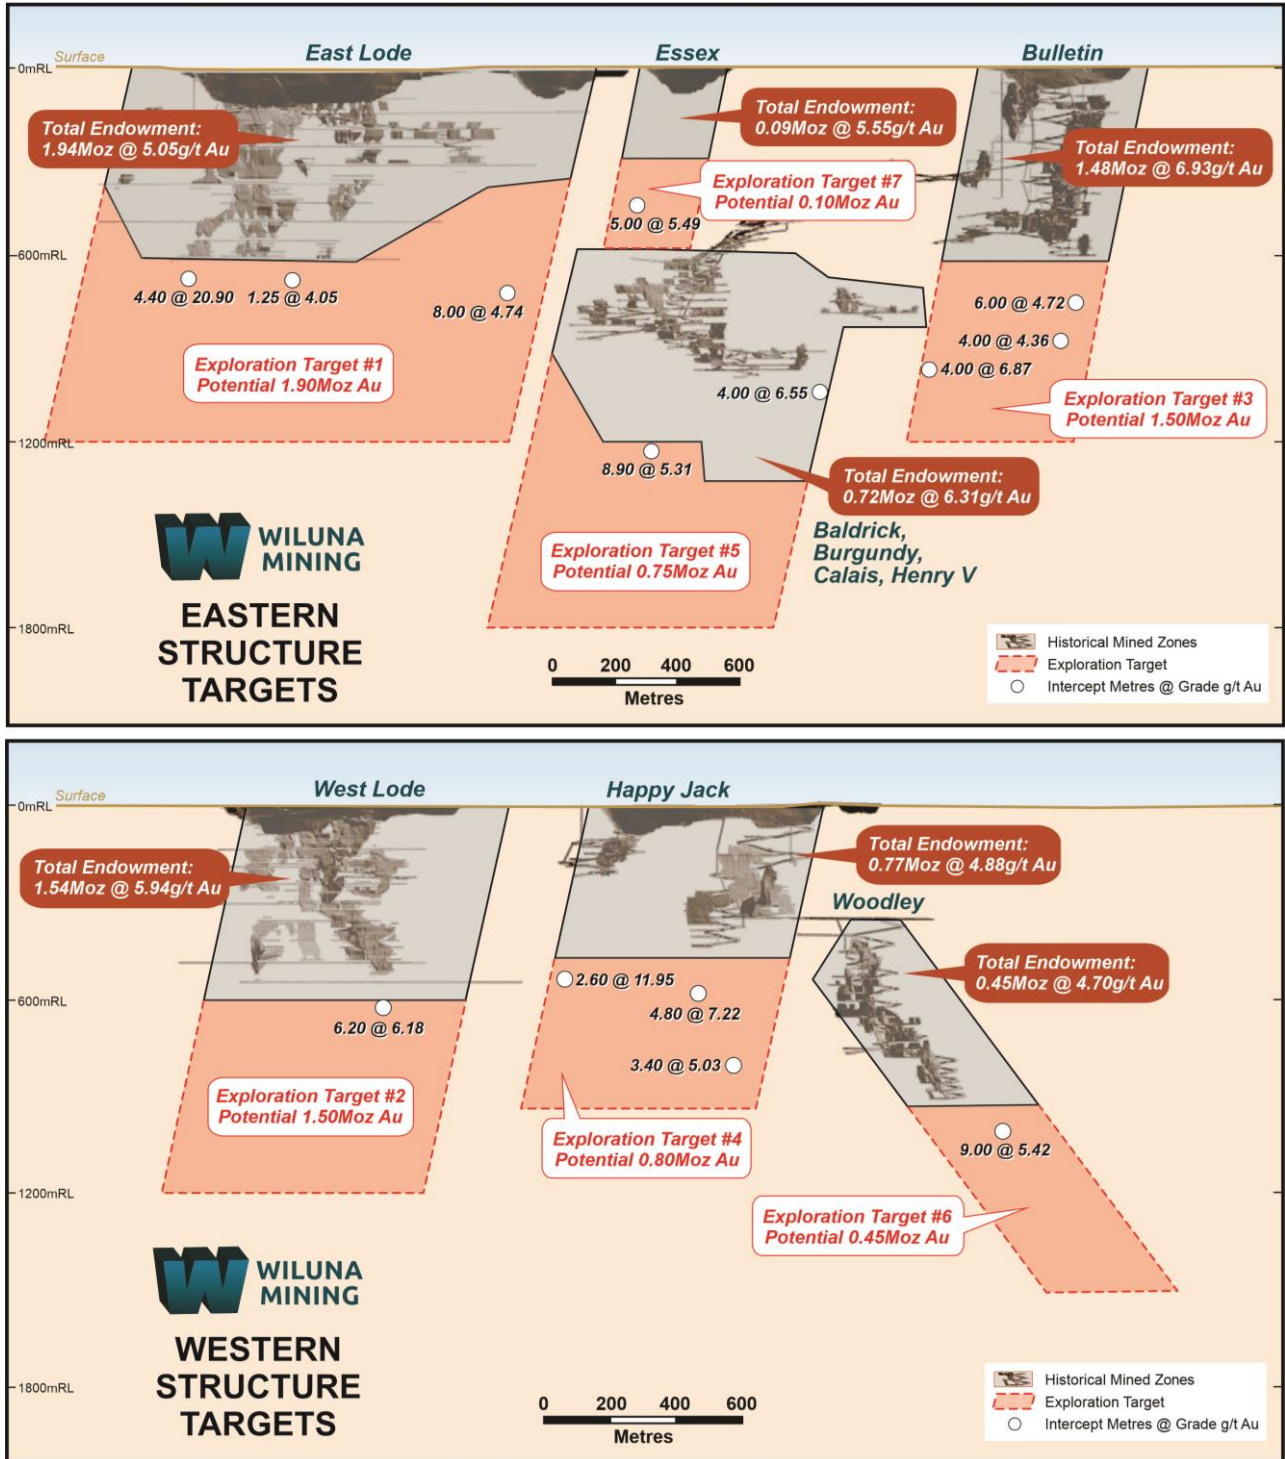 East Lode
Essex
Bulletin
Surface
0mRL
Total Endowment:
1.94Moz @ 5.05g/t Au
Total Endowment:
0.09Moz @ 5.55g/t Au
Total Endowment:
1.48Moz @ 6.93g/t Au
Exploration Target #7
Potential 0.10Moz Au
5.00 @ 5.49
600mRL
4.40 @ 20.90
1.25 @ 4.05
8.00 @ 4.74
6.00 @ 4.72
4.00 @ 4.36
4.00 @ 6.87
Exploration Target #1
Potential 1.90Moz Au
4.00 @ 6.55
Exploration Target #3
Potential 1.50Moz Au
1200mRL
8.90 @ 5.31
Total Endowment:
0.72Moz @ 6.31g/t Au
Baldrick,
Burgundy,
Calais, Henry V
Exploration Target #5
Potential 0.75Moz Au
WILUNA
MINING
EASTERN
STRUCTURE
TARGETS
1800mRL
0 200 400 600
Metres
Historical Mined Zones
Exploration Target
Intercept Metres @ Grade g/t Au
West Lode
Happy Jack
Surface
0mRL
Total Endowment:
1.54Moz @ 5.94g/t Au
Total Endowment:
0.77Moz @ 4.88g/t Au
Woodley
Total Endowment:
0.45Moz @ 4.70g/t Au
600mRL
6.20 @ 6.18
2.60 @ 11.95
4.80 @ 7.22
3.40 @ 5.03
Exploration Target #2
Potential 1.50Moz Au
Exploration Target #4
Potential 0.80Moz Au
9.00 @ 5.42
1200mRL
Exploration Target #6
Potential 0.45Moz Au
WILUNA
MINING
WESTERN
STRUCTURE
TARGETS
1800mRL
0 200 400 600
Metres
Historical Mined Zones
Exploration Target
Intercept Metres @ Grade g/t Au